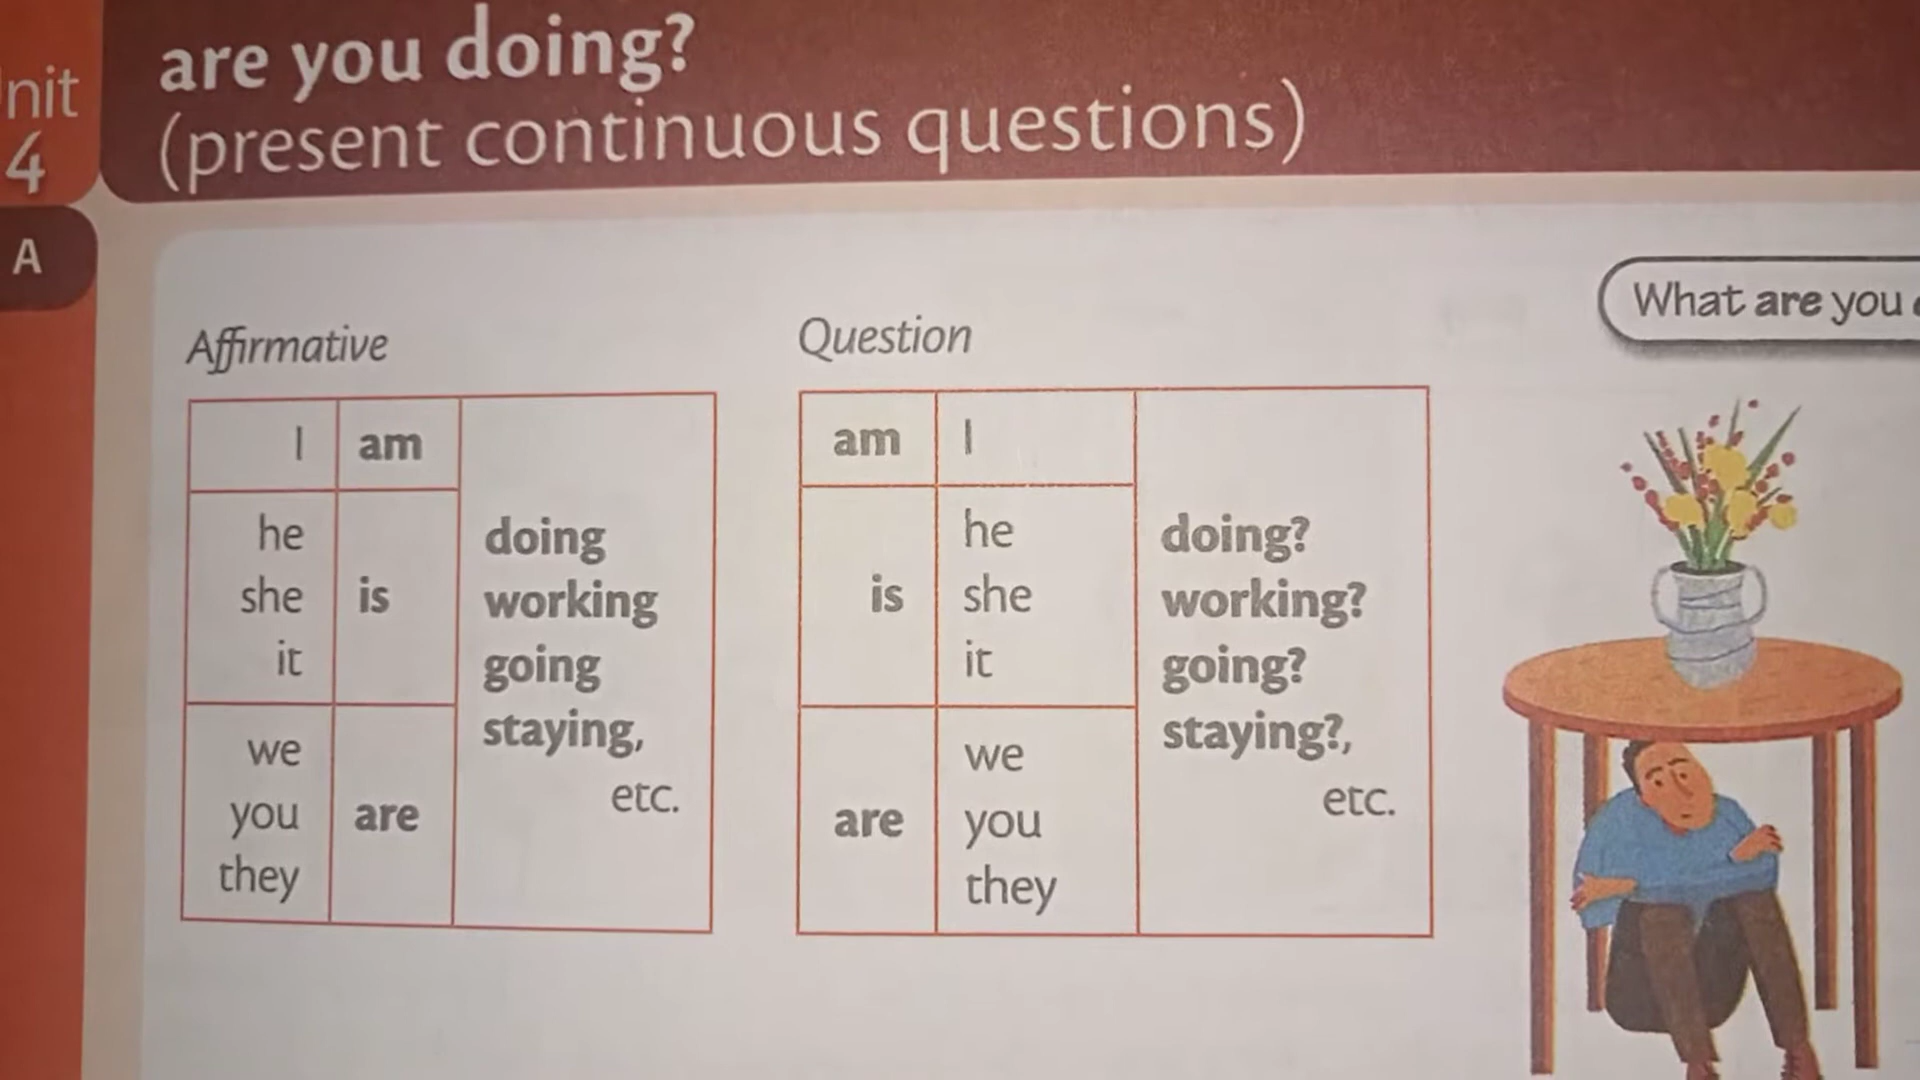 are you doing?
(present continuous questions)
nit
4
A
Affirmative
I am
he
she is
it
we
you are
they
doing
working
going
staying,
etc.
Question
am I
he
is she
it
we
are you
they
doing?
working?
going?
staying?,
etc.
What are you